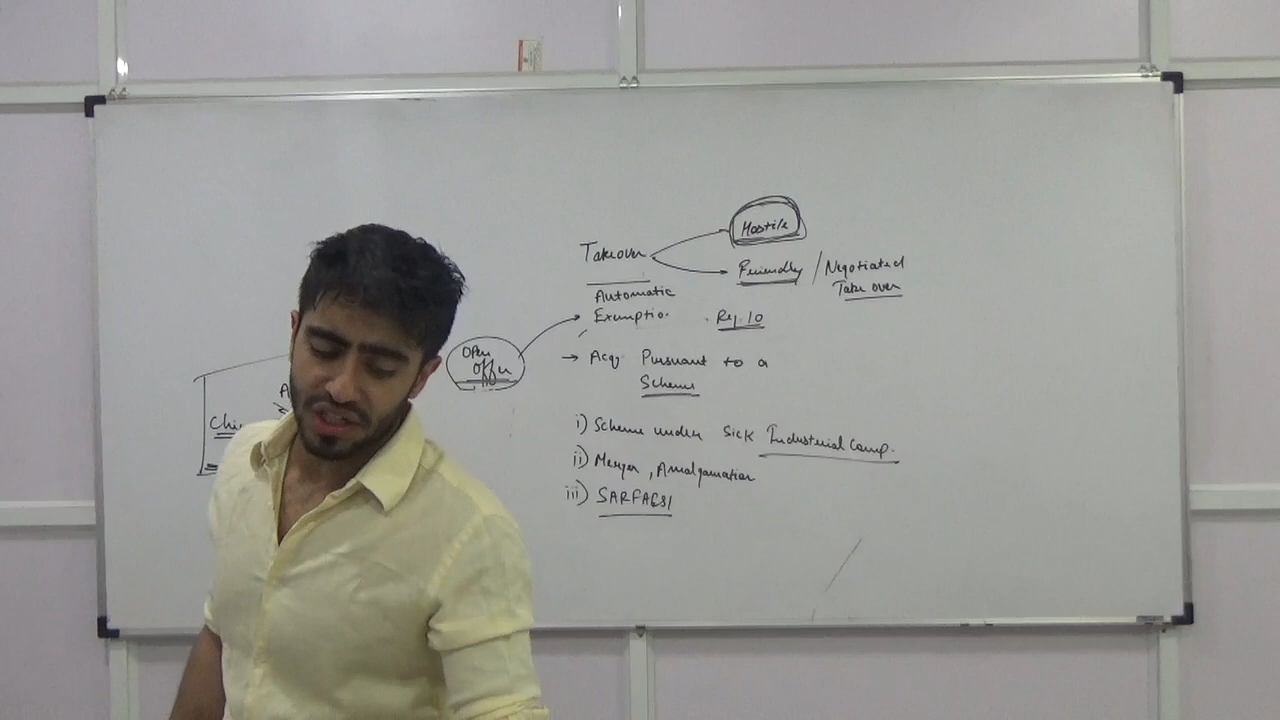 Hostile
Takeover
Friendly / Negotiated
Take over
Automatic
Exemption . Reg. 10
Open
offer
→ Acq. Pursuant to a
Scheme
i) Scheme under Sick Industrial Comp.
ii) Merger, Amalgamation
iii) SARFAESI